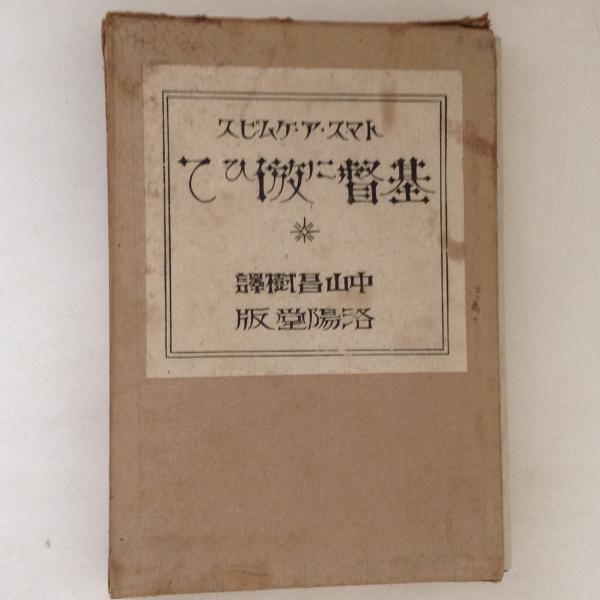 トマス・ア・ケムピス
基督に倣ひて
中山昌樹譯
洛陽堂版